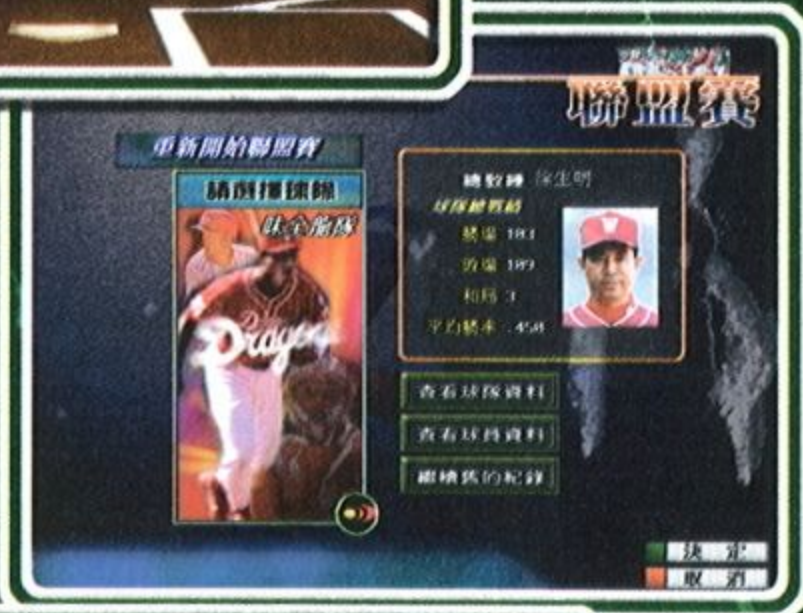 聯盟賽
重新開始聯盟賽
請選擇球隊
味全龍隊
Dragons
總教練 徐生明
球隊總戰績
勝場
敗場
和局 3
平均勝率
W
查看球隊資料
查看球員資料
繼續舊的紀錄
決定
取消